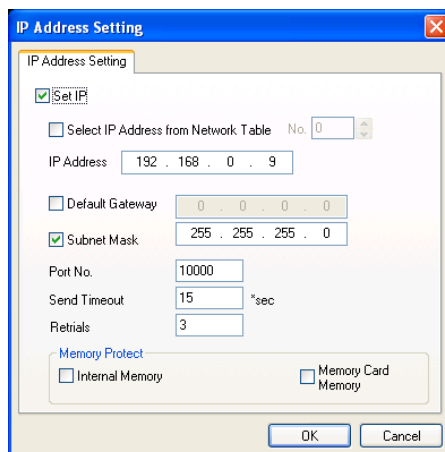 IP Address Setting
IP Address Setting
Set IP
Select IP Address from Network Table No. 0
IP Address 192 . 168 . 0 . 9
Default Gateway 0 . 0 . 0 . 0
Subnet Mask 255 . 255 . 255 . 0
Port No. 10000
Send Timeout 15 *sec
Retrials 3
Memory Protect
Internal Memory Memory Card
Memory
OK Cancel